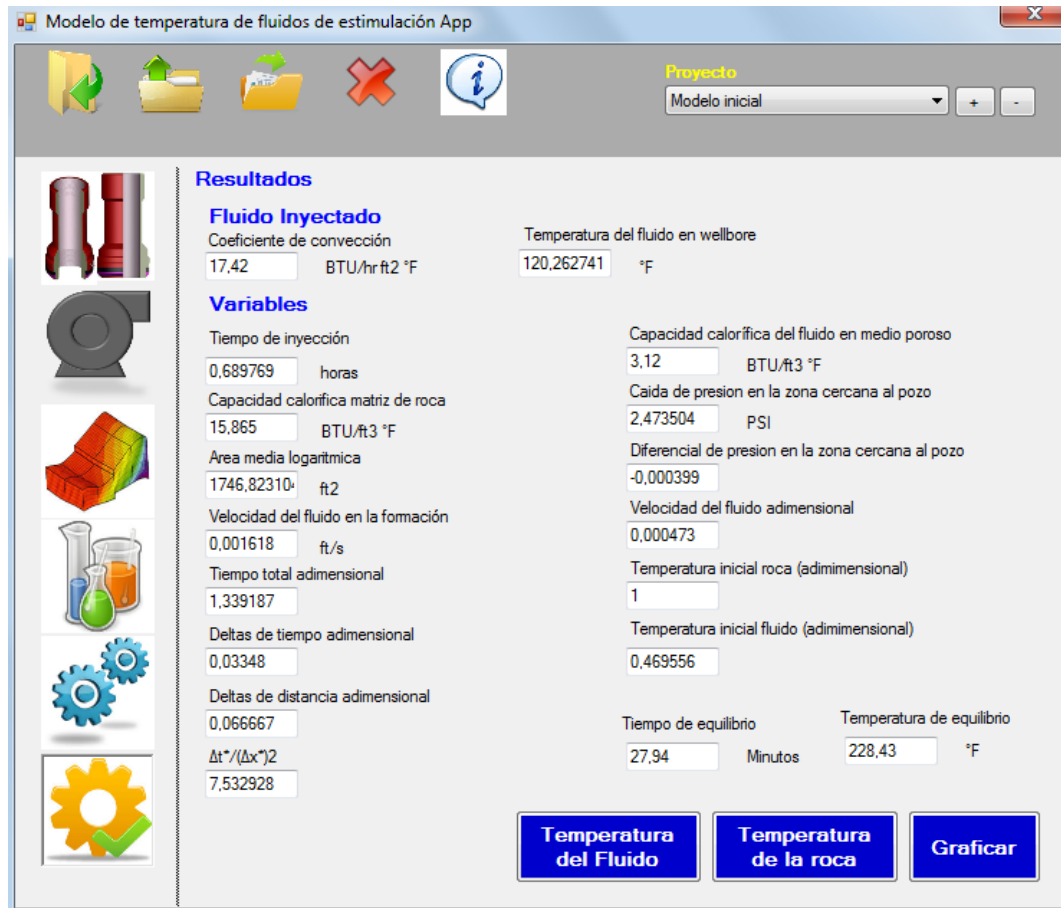 Modelo de temperatura de fluidos de estimulación App
X
i
Proyecto
Modelo inicial
+ -
Resultados
Fluido Inyectado
Coeficiente de convección
17,42 BTU/hr ft2 °F
Temperatura del fluido en wellbore
120,262741 °F
Variables
Tiempo de inyección
0,689769 horas
Capacidad calorifica matriz de roca
15,865 BTU/ft3 °F
Area media logaritmica
1746,82310 ft2
Velocidad del fluido en la formación
0,001618 ft/s
Tiempo total adimensional
1,339187
Deltas de tiempo adimensional
0,03348
Deltas de distancia adimensional
0,066667
Δt*/(Δx*)2
7,532928
Capacidad calorífica del fluido en medio poroso
3,12 BTU/ft3 °F
Caida de presion en la zona cercana al pozo
2,473504 PSI
Diferencial de presion en la zona cercana al pozo
-0,000399
Velocidad del fluido adimensional
0,000473
Temperatura inicial roca (adimimensional)
1
Temperatura inicial fluido (adimimensional)
0,469556
Tiempo de equilibrio
27,94 Minutos
Temperatura de equilibrio
228,43 °F
Temperatura
del Fluido
Temperatura
de la roca
Graficar